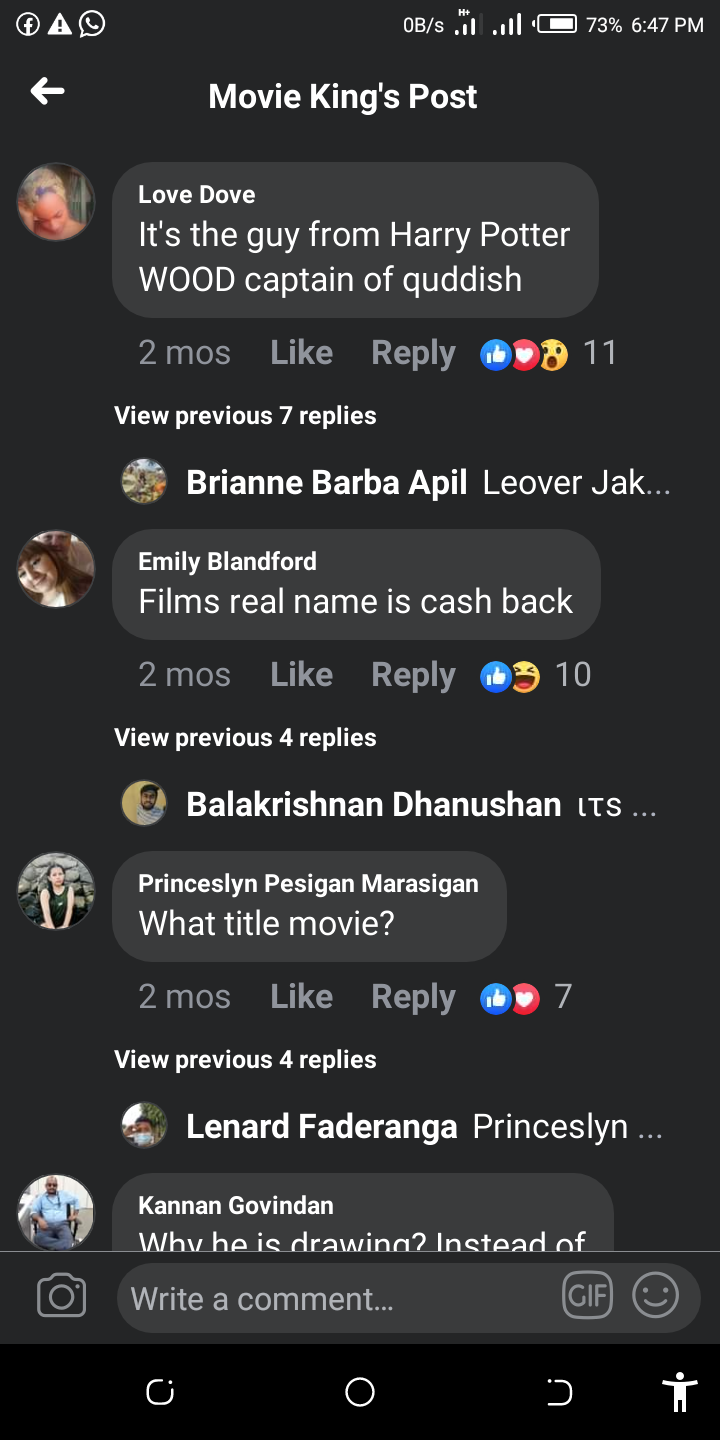 0B/s H+ 73% 6:47 PM
Movie King's Post
Love Dove
It's the guy from Harry Potter
WOOD captain of quddish
2 mos Like Reply 11
View previous 7 replies
Brianne Barba Apil Leover Jak...
Emily Blandford
Films real name is cash back
2 mos Like Reply 10
View previous 4 replies
Balakrishnan Dhanushan ιтs ...
Princeslyn Pesigan Marasigan
What title movie?
2 mos Like Reply 7
View previous 4 replies
Lenard Faderanga Princeslyn ...
Kannan Govindan
Why he is drawing? Instead of
Write a comment...
GIF